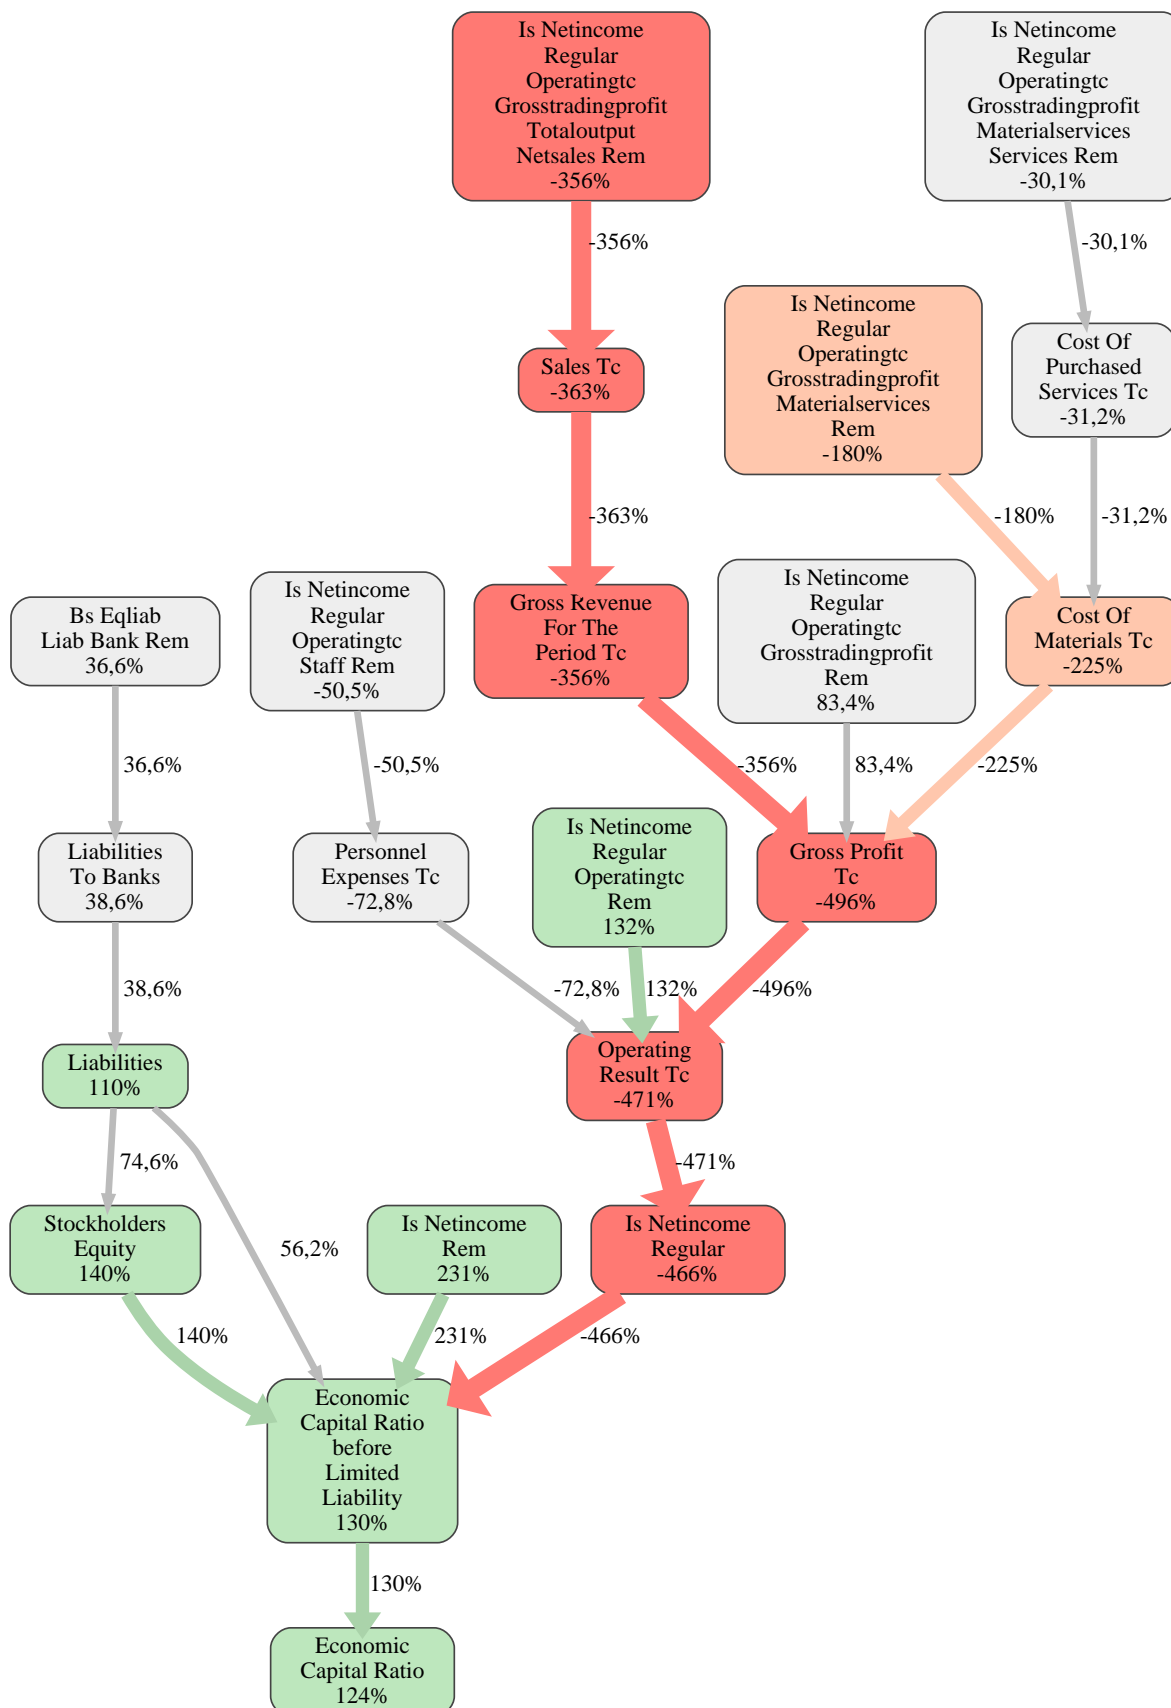 Is Netincome
Regular
Operatingtc
Grosstradingprofit
Totaloutput
Netsales Rem
-356%
Is Netincome
Regular
Operatingtc
Grosstradingprofit
Materialservices
Services Rem
-30,1%
-356%
-30,1%
Is Netincome
Regular
Operatingtc
Grosstradingprofit
Materialservices
Rem
-180%
Sales Tc
-363%
Cost Of
Purchased
Services Tc
-31,2%
-363%
-180%
-31,2%
Bs Eqliab
Liab Bank Rem
36,6%
Is Netincome
Regular
Operatingtc
Staff Rem
-50,5%
Gross Revenue
For The
Period Tc
-356%
Is Netincome
Regular
Operatingtc
Grosstradingprofit
Rem
83,4%
Cost Of
Materials Tc
-225%
36,6%
-50,5%
-356%
83,4%
-225%
Liabilities
To Banks
38,6%
Personnel
Expenses Tc
-72,8%
Is Netincome
Regular
Operatingtc
Rem
132%
Gross Profit
Tc
-496%
38,6%
-72,8%
132%
-496%
Liabilities
110%
Operating
Result Tc
-471%
74,6%
56,2%
-471%
Stockholders
Equity
140%
Is Netincome
Rem
231%
Is Netincome
Regular
-466%
140%
231%
-466%
Economic
Capital Ratio
before
Limited
Liability
130%
130%
Economic
Capital Ratio
124%